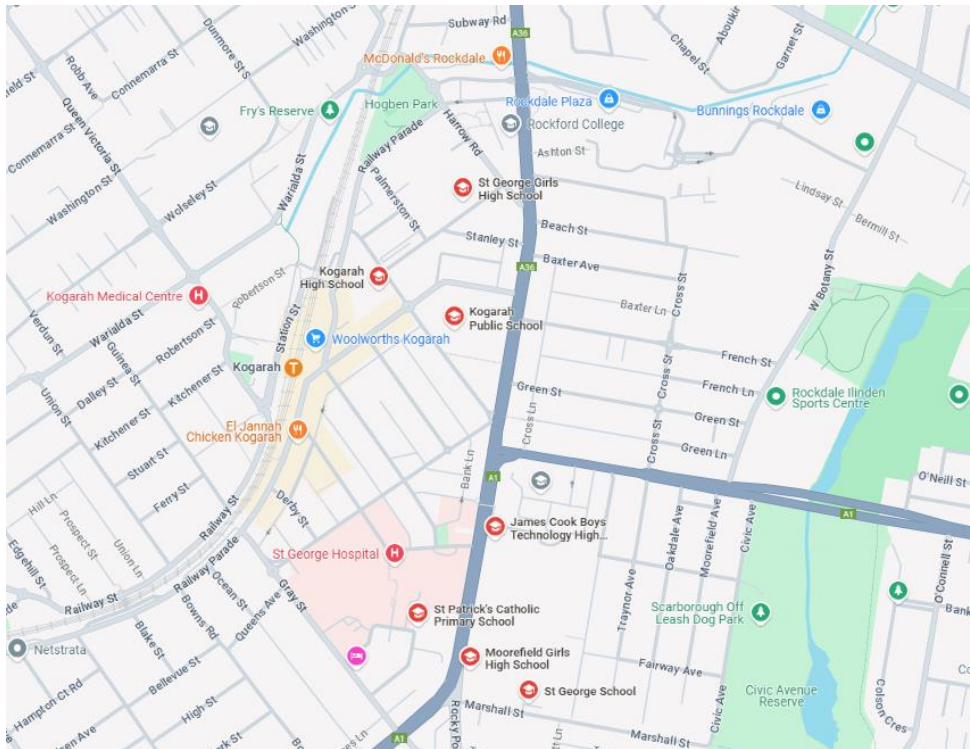 Washington St
Dunmore St S
Washington St
Subway Rd
A36
McDonald's Rockdale
Chapel St
Aboukir
Garnet St
Connemarra St
Robb Ave
Queen Victoria St
Fry's Reserve
Hogben Park
Rockdale Plaza
Bunnings Rockdale
Rockford College
Harrow Rd
Railway Parade
Connemarra St
Ashton St
Wolseley St
Warialda St
Washington St
Palmerston St
St George Girls
High School
Lindsay St
Bermill St
Beach St
Stanley St
Baxter Ave
A36
Kogarah
High School
Robertson St
Cross St
W Botany St
Kogarah Medical Centre
Baxter Ln
Kogarah
Public School
Verdun St
Warialda St
Guinea St
Robertson St
Station St
Woolworths Kogarah
French St
Kogarah
Dalley St
Kitchener St
Cross St
French Ln
Green St
Rockdale Ilinden
Sports Centre
Union St
Kitchener St
Cross Ln
Green St
El Jannah
Chicken Kogarah
Cross St
Green Ln
Stuart St
Bank Ln
A1
O'Neill St
Hill Ln
Ferry St
Railway St
Derby St
A1
Prospect St
Union Ln
James Cook Boys
Technology High...
Oakdale Ave
Moorefield Ave
Civic Ave
Edgehill St
Prospect Ln
Railway Parade
St George Hospital
Railway St
Ocean St
Gray St
Queens Ave
Traynor Ave
O'Connell St
Bowns Rd
St Patrick's Catholic
Primary School
Scarborough Off
Leash Dog Park
Bank
Blake St
Netstrata
Moorefield Girls
High School
Fairway Ave
Bellevue St
St George School
Civic Avenue
Reserve
Hampton Ct Rd
High St
Marshall St
Rocky Po
Civic Ave
Colson Cres
A1
Marshall St